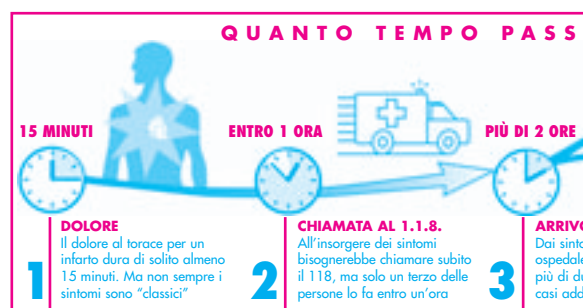 QUANTO TEMPO PASS
15 MINUTI
ENTRO 1 ORA
PIÙ DI 2 ORE
1
DOLORE
Il dolore al torace per un
infarto dura di solito almeno
15 minuti. Ma non sempre i
sintomi sono “classici”
2
CHIAMATA AL 1.1.8.
All’insorgere dei sintomi
bisognerebbe chiamare subito
il 118, ma solo un terzo delle
persone lo fa entro un’ora
3
ARRIVO
Dai sinto
ospedale
più di du
casi add